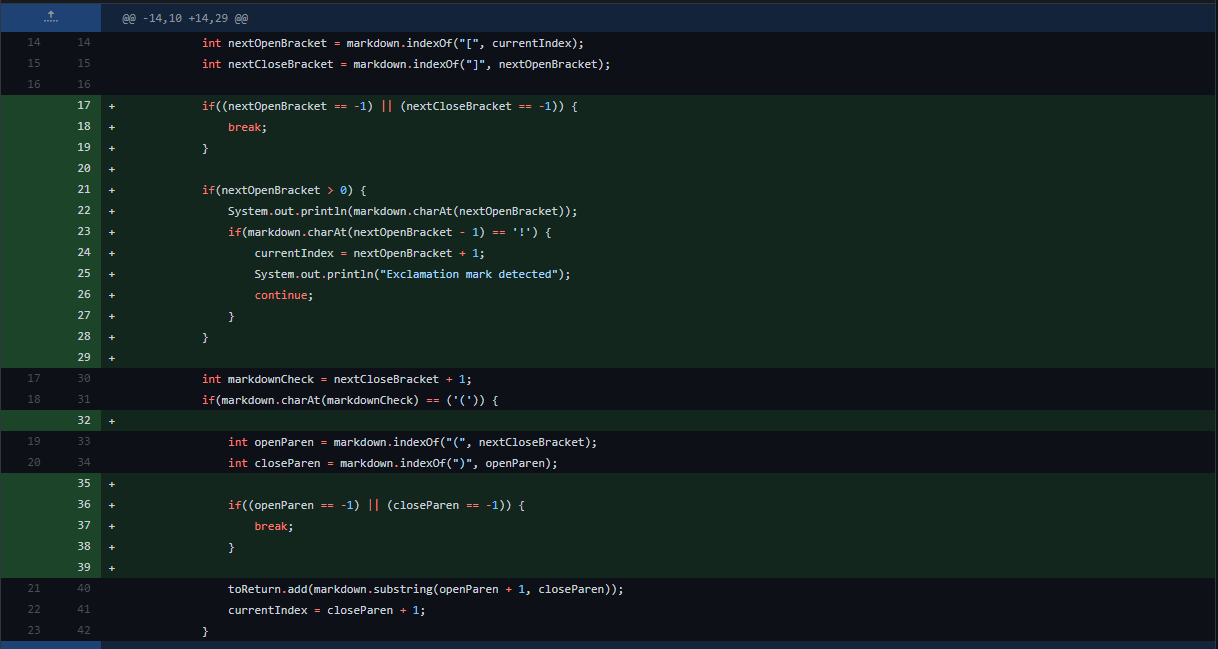 @@ -14,10 +14,29 @@
14 14 int nextOpenBracket = markdown.indexOf("[", currentIndex);
15 15 int nextCloseBracket = markdown.indexOf("]", nextOpenBracket);
16 16
17 + if((nextOpenBracket == -1) || (nextCloseBracket == -1)) {
18 + break;
19 + }
20 +
21 + if(nextOpenBracket > 0) {
22 + System.out.println(markdown.charAt(nextOpenBracket));
23 + if(markdown.charAt(nextOpenBracket - 1) == '!') {
24 + currentIndex = nextOpenBracket + 1;
25 + System.out.println("Exclamation mark detected");
26 + continue;
27 + }
28 + }
29 +
17 30 int markdownCheck = nextCloseBracket + 1;
18 31 if(markdown.charAt(markdownCheck) == ('(')) {
32 +
19 33 int openParen = markdown.indexOf("(", nextCloseBracket);
20 34 int closeParen = markdown.indexOf(")", openParen);
35 +
36 + if((openParen == -1) || (closeParen == -1)) {
37 + break;
38 + }
39 +
21 40 toReturn.add(markdown.substring(openParen + 1, closeParen));
22 41 currentIndex = closeParen + 1;
23 42 }